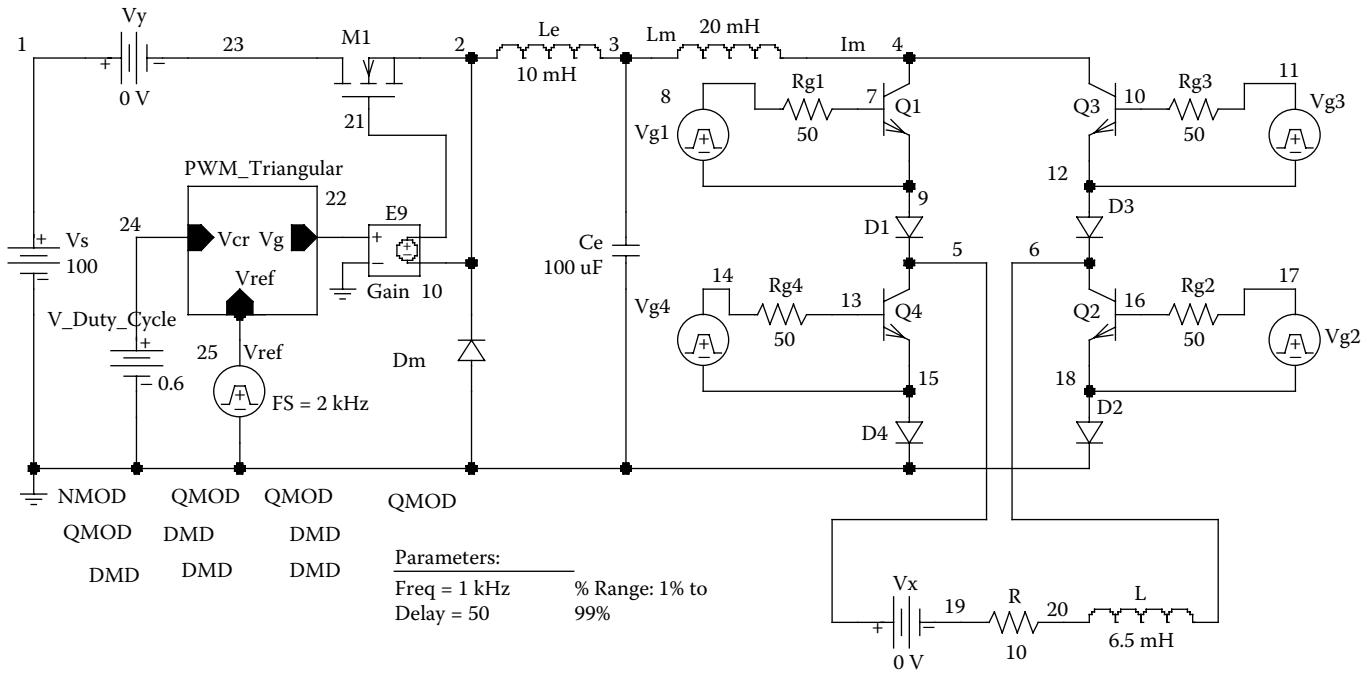 1
Vy
+
−
0 V
23
M1
21
2
Le
10 mH
3
Lm
20 mH
Im
4
8
Vg1
+
−
Rg1
50
7
Q1
Q3
10
Rg3
50
11
Vg3
+
−
PWM_Triangular
22
24
Vcr
Vg
Vref
E9
+
−
+
−
Gain 10
Vs
100
+
−
9
D1
12
D3
Ce
100 uF
5
6
14
Vg4
+
−
Rg4
50
13
Q4
Q2
16
Rg2
50
17
Vg2
+
−
V_Duty_Cycle
+
− 0.6
25
Vref
+
−
FS = 2 kHz
Dm
15
D4
18
D2
NMOD
QMOD
QMOD
QMOD
QMOD
DMD
DMD
DMD
DMD
DMD
Parameters:
Freq = 1 kHz
% Range: 1% to
Delay = 50
99%
Vx
+
−
0 V
19
R
10
20
L
6.5 mH